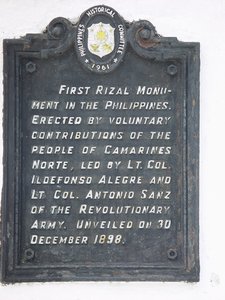 PHILIPPINES HISTORICAL COMMITTEE
1961
FIRST RIZAL MONU-
MENT IN THE PHILIPPINES.
ERECTED BY VOLUNTARY
CONTRIBUTIONS OF THE
PEOPLE OF CAMARINES
NORTE, LED BY LT. COL.
ILDEFONSO ALEGRE AND
LT COL. ANTONIO SANZ
OF THE REVOLUTIONARY
ARMY. UNVEILED ON 30
DECEMBER 1898.